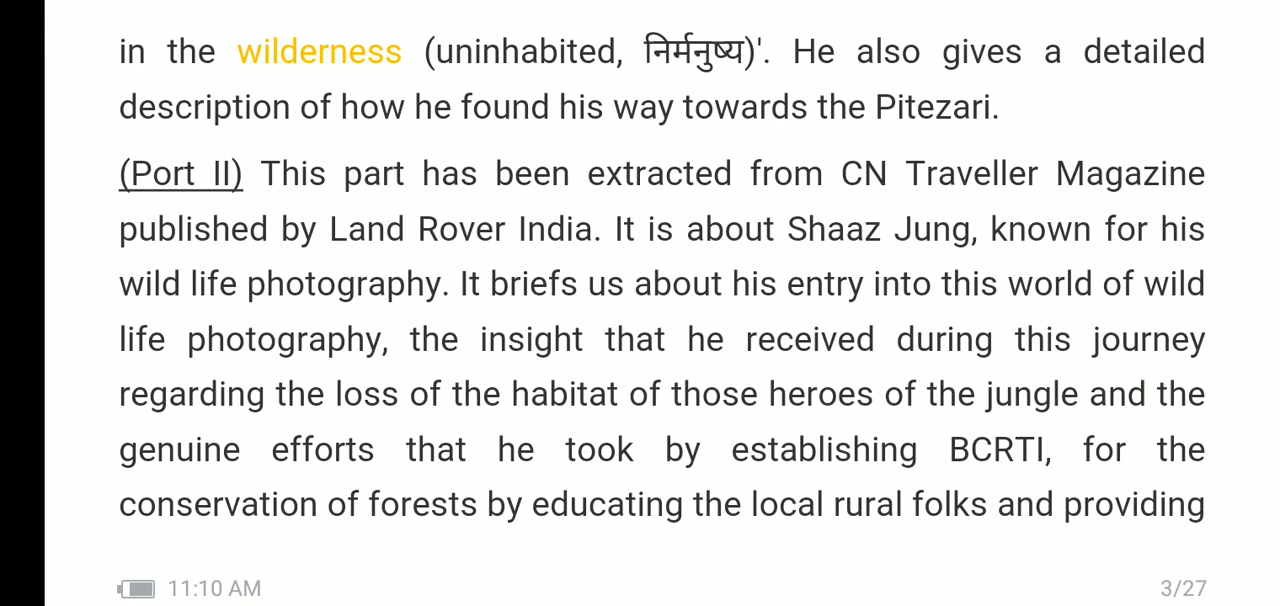 in the wilderness (uninhabited, निर्मनुष्य)'. He also gives a detailed
description of how he found his way towards the Pitezari.
(Port II) This part has been extracted from CN Traveller Magazine
published by Land Rover India. It is about Shaaz Jung, known for his
wild life photography. It briefs us about his entry into this world of wild
life photography, the insight that he received during this journey
regarding the loss of the habitat of those heroes of the jungle and the
genuine efforts that he took by establishing BCRTI, for the
conservation of forests by educating the local rural folks and providing
11:10 AM 3/27